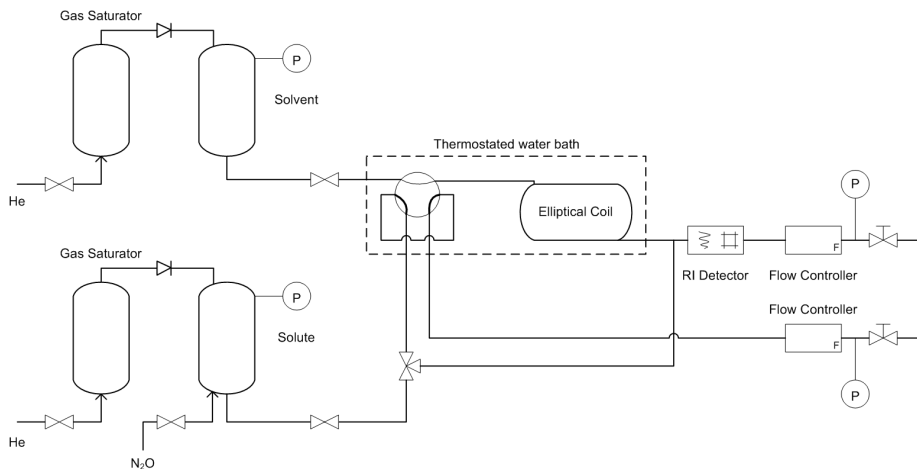 Gas Saturator
P
Solvent
Thermostated water bath
He
Elliptical Coil
P
F
RI Detector
Flow Controller
Gas Saturator
P
Flow Controller
Solute
F
P
He
N₂O